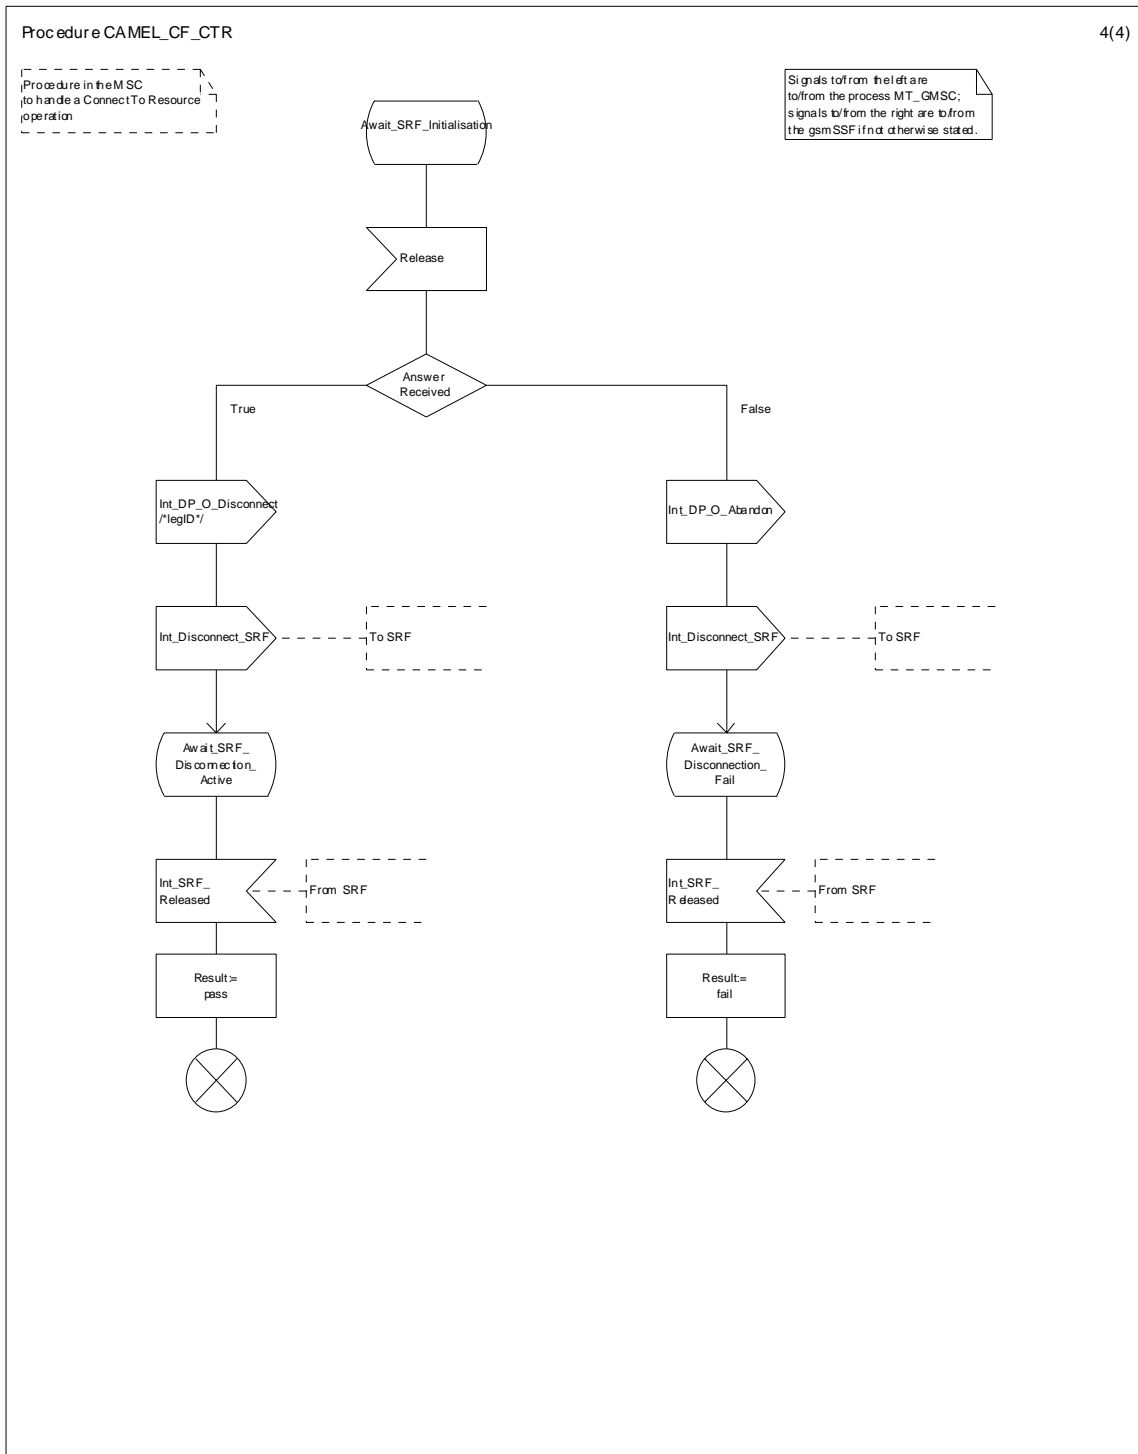 Procedure CAMEL_CF_CTR
4(4)
Procedure in the MSC
to handle a Connect To Resource
operation
Signals to/from the left are
to/from the process MT_GMSC;
signals to/from the right are to/from
the gsmSSF if not otherwise stated.
Await_SRF_Initialisation
Release
Answer
Received
True
False
Int_DP_O_Disconnect
/*legID*/
Int_DP_O_Abandon
Int_Disconnect_SRF
To SRF
Int_Disconnect_SRF
To SRF
Await_SRF_
Disconnection_
Active
Await_SRF_
Disconnection_
Fail
Int_SRF_
Released
From SRF
Int_SRF_
Released
From SRF
Result:=
pass
Result:=
fail